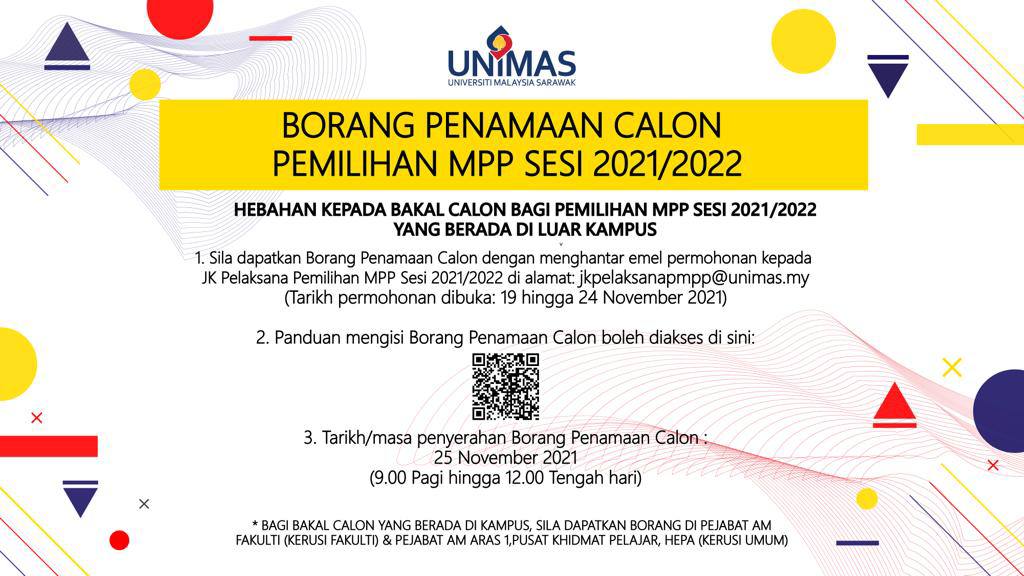 UNIMAS
UNIVERSITI MALAYSIA SARAWAK
BORANG PENAMAAN CALON
PEMILIHAN MPP SESI 2021/2022
HEBAHAN KEPADA BAKAL CALON BAGI PEMILIHAN MPP SESI 2021/2022
YANG BERADA DI LUAR KAMPUS
1. Sila dapatkan Borang Penamaan Calon dengan menghantar emel permohonan kepada
JK Pelaksana Pemilihan MPP Sesi 2021/2022 di alamat: jkpelaksanapmpp@unimas.my
(Tarikh permohonan dibuka: 19 hingga 24 November 2021)
2. Panduan mengisi Borang Penamaan Calon boleh diakses di sini:
3. Tarikh/masa penyerahan Borang Penamaan Calon :
25 November 2021
(9.00 Pagi hingga 12.00 Tengah hari)
* BAGI BAKAL CALON YANG BERADA DI KAMPUS, SILA DAPATKAN BORANG DI PEJABAT AM
FAKULTI (KERUSI FAKULTI) & PEJABAT AM ARAS 1,PUSAT KHIDMAT PELAJAR, HEPA (KERUSI UMUM)